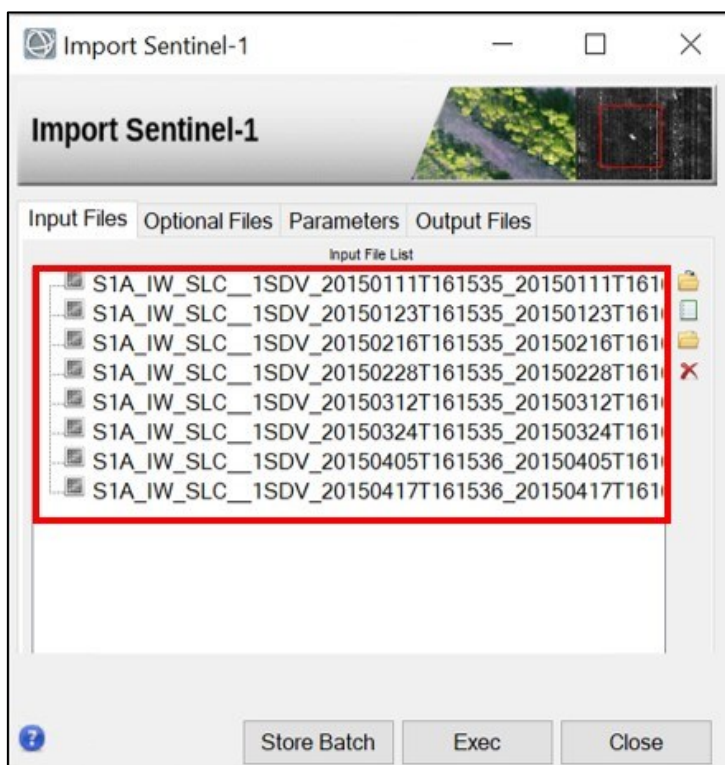 Import Sentinel-1
Import Sentinel-1
Input Files Optional Files Parameters Output Files
Input File List
S1A_IW_SLC__1SDV_20150111T161535_20150111T161
S1A_IW_SLC__1SDV_20150123T161535_20150123T161
S1A_IW_SLC__1SDV_20150216T161535_20150216T161
S1A_IW_SLC__1SDV_20150228T161535_20150228T161
S1A_IW_SLC__1SDV_20150312T161535_20150312T161
S1A_IW_SLC__1SDV_20150324T161535_20150324T161
S1A_IW_SLC__1SDV_20150405T161536_20150405T161
S1A_IW_SLC__1SDV_20150417T161536_20150417T161
? Store Batch Exec Close